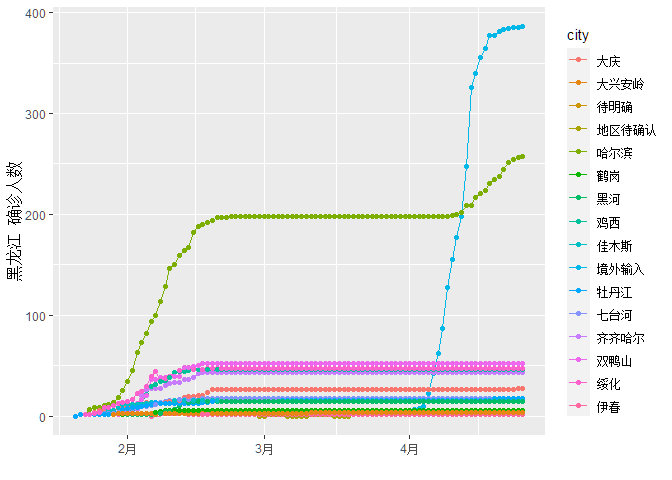 黑龙江 确诊人数
400
300
200
100
0
2月
3月
4月
city
大庆
大兴安岭
待明确
地区待确认
哈尔滨
鹤岗
黑河
鸡西
佳木斯
境外输入
牡丹江
七台河
齐齐哈尔
双鸭山
绥化
伊春